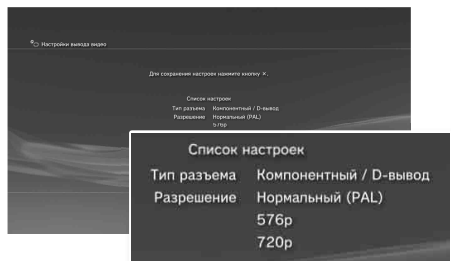 Настройки вывода видео
Для сохранения настроек нажмите кнопку ✕.
Список настроек
Тип разъема Компонентный / D-вывод
Разрешение Нормальный (PAL)
576p
Список настроек
Тип разъема Компонентный / D-вывод
Разрешение Нормальный (PAL)
576p
720p